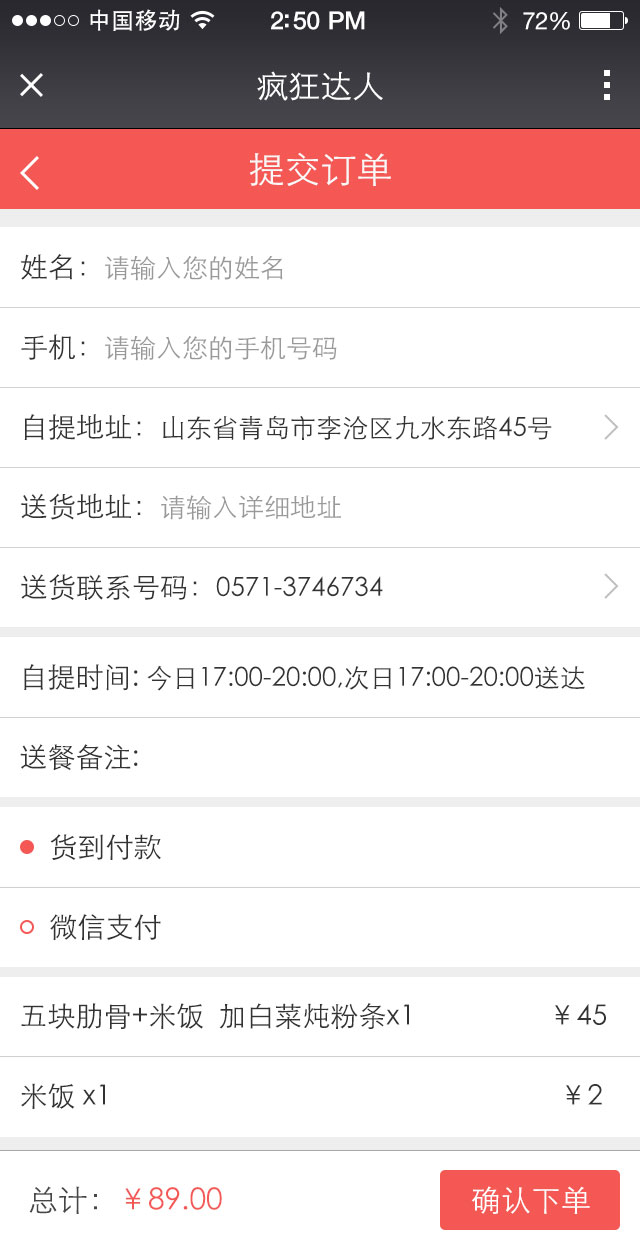 中国移动 2:50 PM 72%
疯狂达人
提交订单
姓名： 请输入您的姓名
手机： 请输入您的手机号码
自提地址： 山东省青岛市李沧区九水东路45号
送货地址： 请输入详细地址
送货联系号码： 0571-3746734
自提时间: 今日17:00-20:00,次日17:00-20:00送达
送餐备注:
货到付款
微信支付
五块肋骨+米饭 加白菜炖粉条x1 ￥45
米饭 x1 ￥2
总计： ￥89.00 确认下单